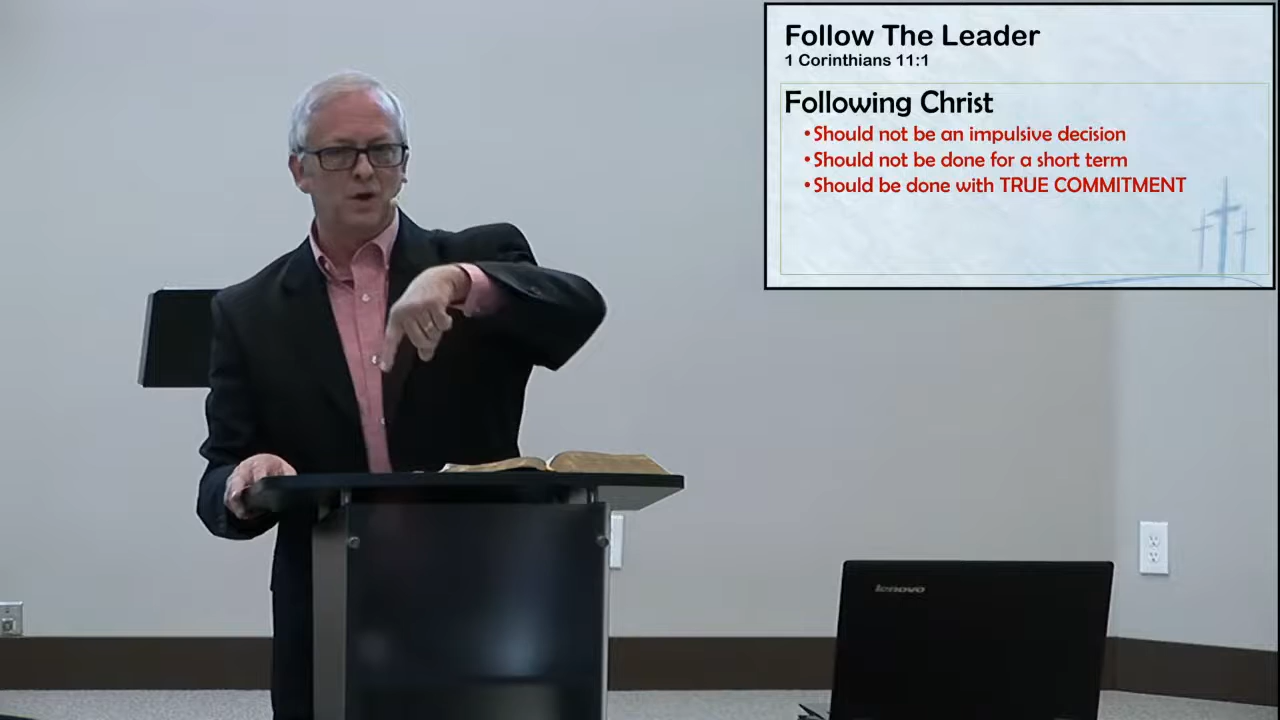 Follow The Leader
1 Corinthians 11:1
Following Christ
•Should not be an impulsive decision
•Should not be done for a short term
•Should be done with TRUE COMMITMENT
lenovo